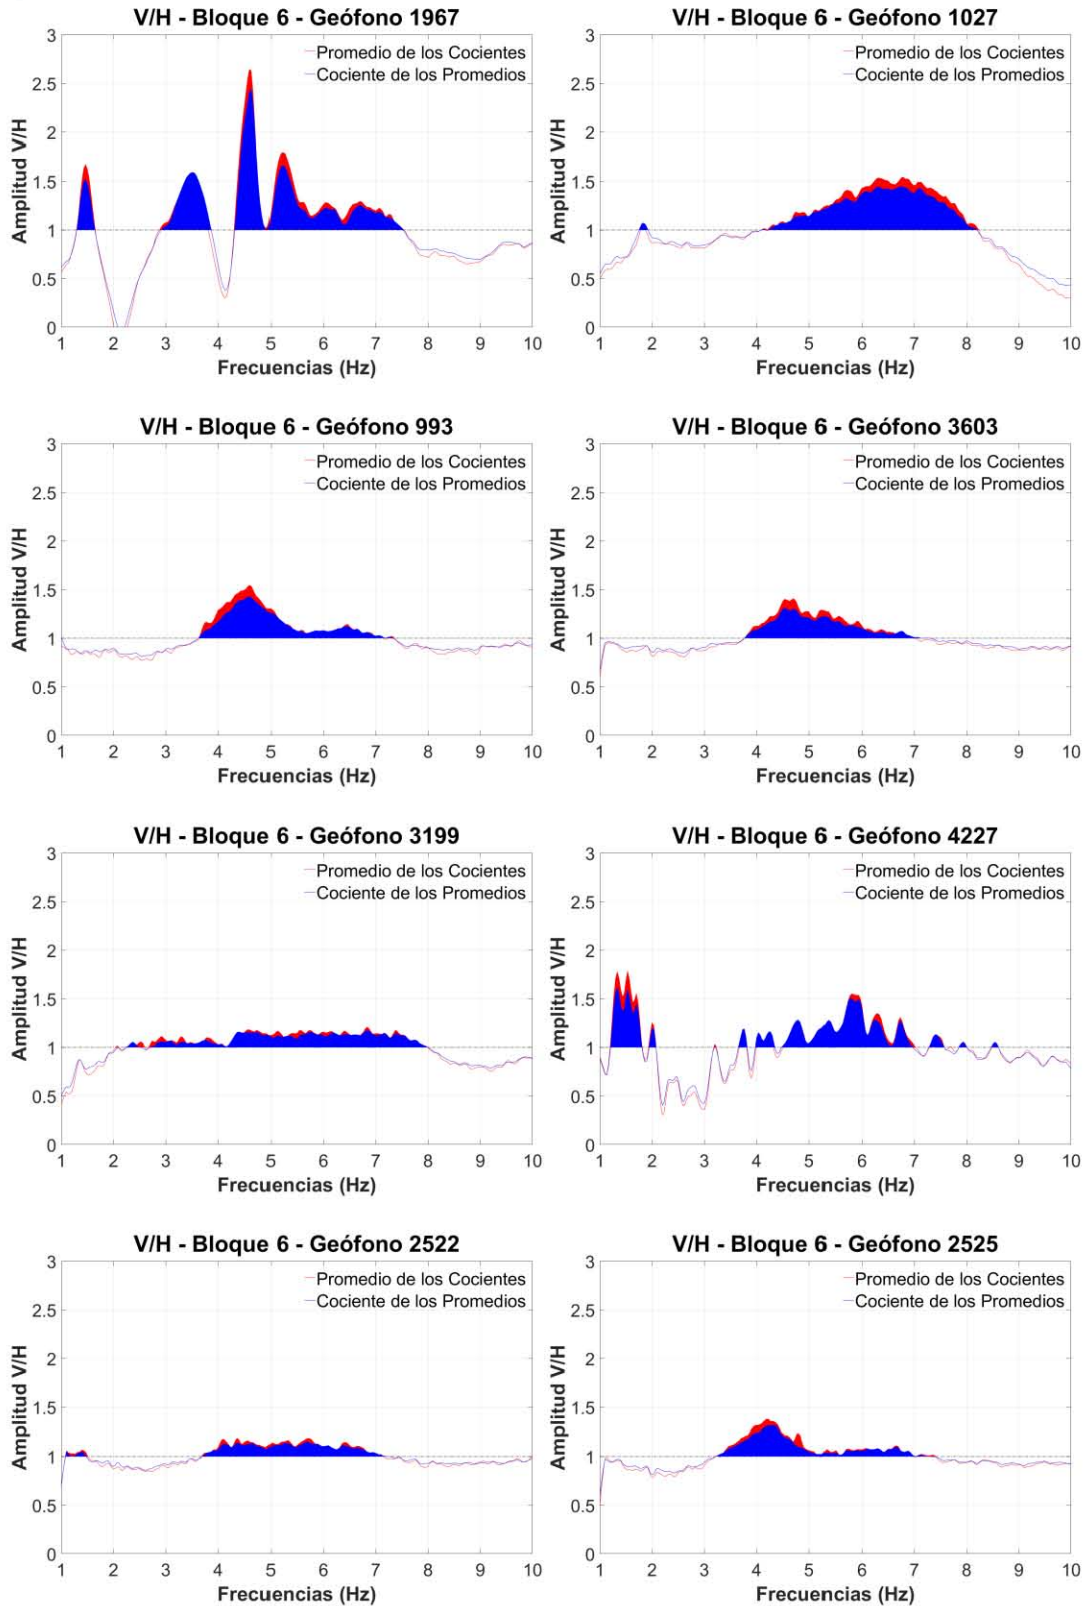 V/H - Bloque 6 - Geófono 1967
Promedio de los Cocientes
Cociente de los Promedios
Amplitud V/H
3
2.5
2
1.5
1
0.5
0
1 2 3 4 5 6 7 8 9 10
Frecuencias (Hz)
V/H - Bloque 6 - Geófono 1027
Promedio de los Cocientes
Cociente de los Promedios
Amplitud V/H
3
2.5
2
1.5
1
0.5
0
1 2 3 4 5 6 7 8 9 10
Frecuencias (Hz)
V/H - Bloque 6 - Geófono 993
Promedio de los Cocientes
Cociente de los Promedios
Amplitud V/H
3
2.5
2
1.5
1
0.5
0
1 2 3 4 5 6 7 8 9 10
Frecuencias (Hz)
V/H - Bloque 6 - Geófono 3603
Promedio de los Cocientes
Cociente de los Promedios
Amplitud V/H
3
2.5
2
1.5
1
0.5
0
1 2 3 4 5 6 7 8 9 10
Frecuencias (Hz)
V/H - Bloque 6 - Geófono 3199
Promedio de los Cocientes
Cociente de los Promedios
Amplitud V/H
3
2.5
2
1.5
1
0.5
0
1 2 3 4 5 6 7 8 9 10
Frecuencias (Hz)
V/H - Bloque 6 - Geófono 4227
Promedio de los Cocientes
Cociente de los Promedios
Amplitud V/H
3
2.5
2
1.5
1
0.5
0
1 2 3 4 5 6 7 8 9 10
Frecuencias (Hz)
V/H - Bloque 6 - Geófono 2522
Promedio de los Cocientes
Cociente de los Promedios
Amplitud V/H
3
2.5
2
1.5
1
0.5
0
1 2 3 4 5 6 7 8 9 10
Frecuencias (Hz)
V/H - Bloque 6 - Geófono 2525
Promedio de los Cocientes
Cociente de los Promedios
Amplitud V/H
3
2.5
2
1.5
1
0.5
0
1 2 3 4 5 6 7 8 9 10
Frecuencias (Hz)